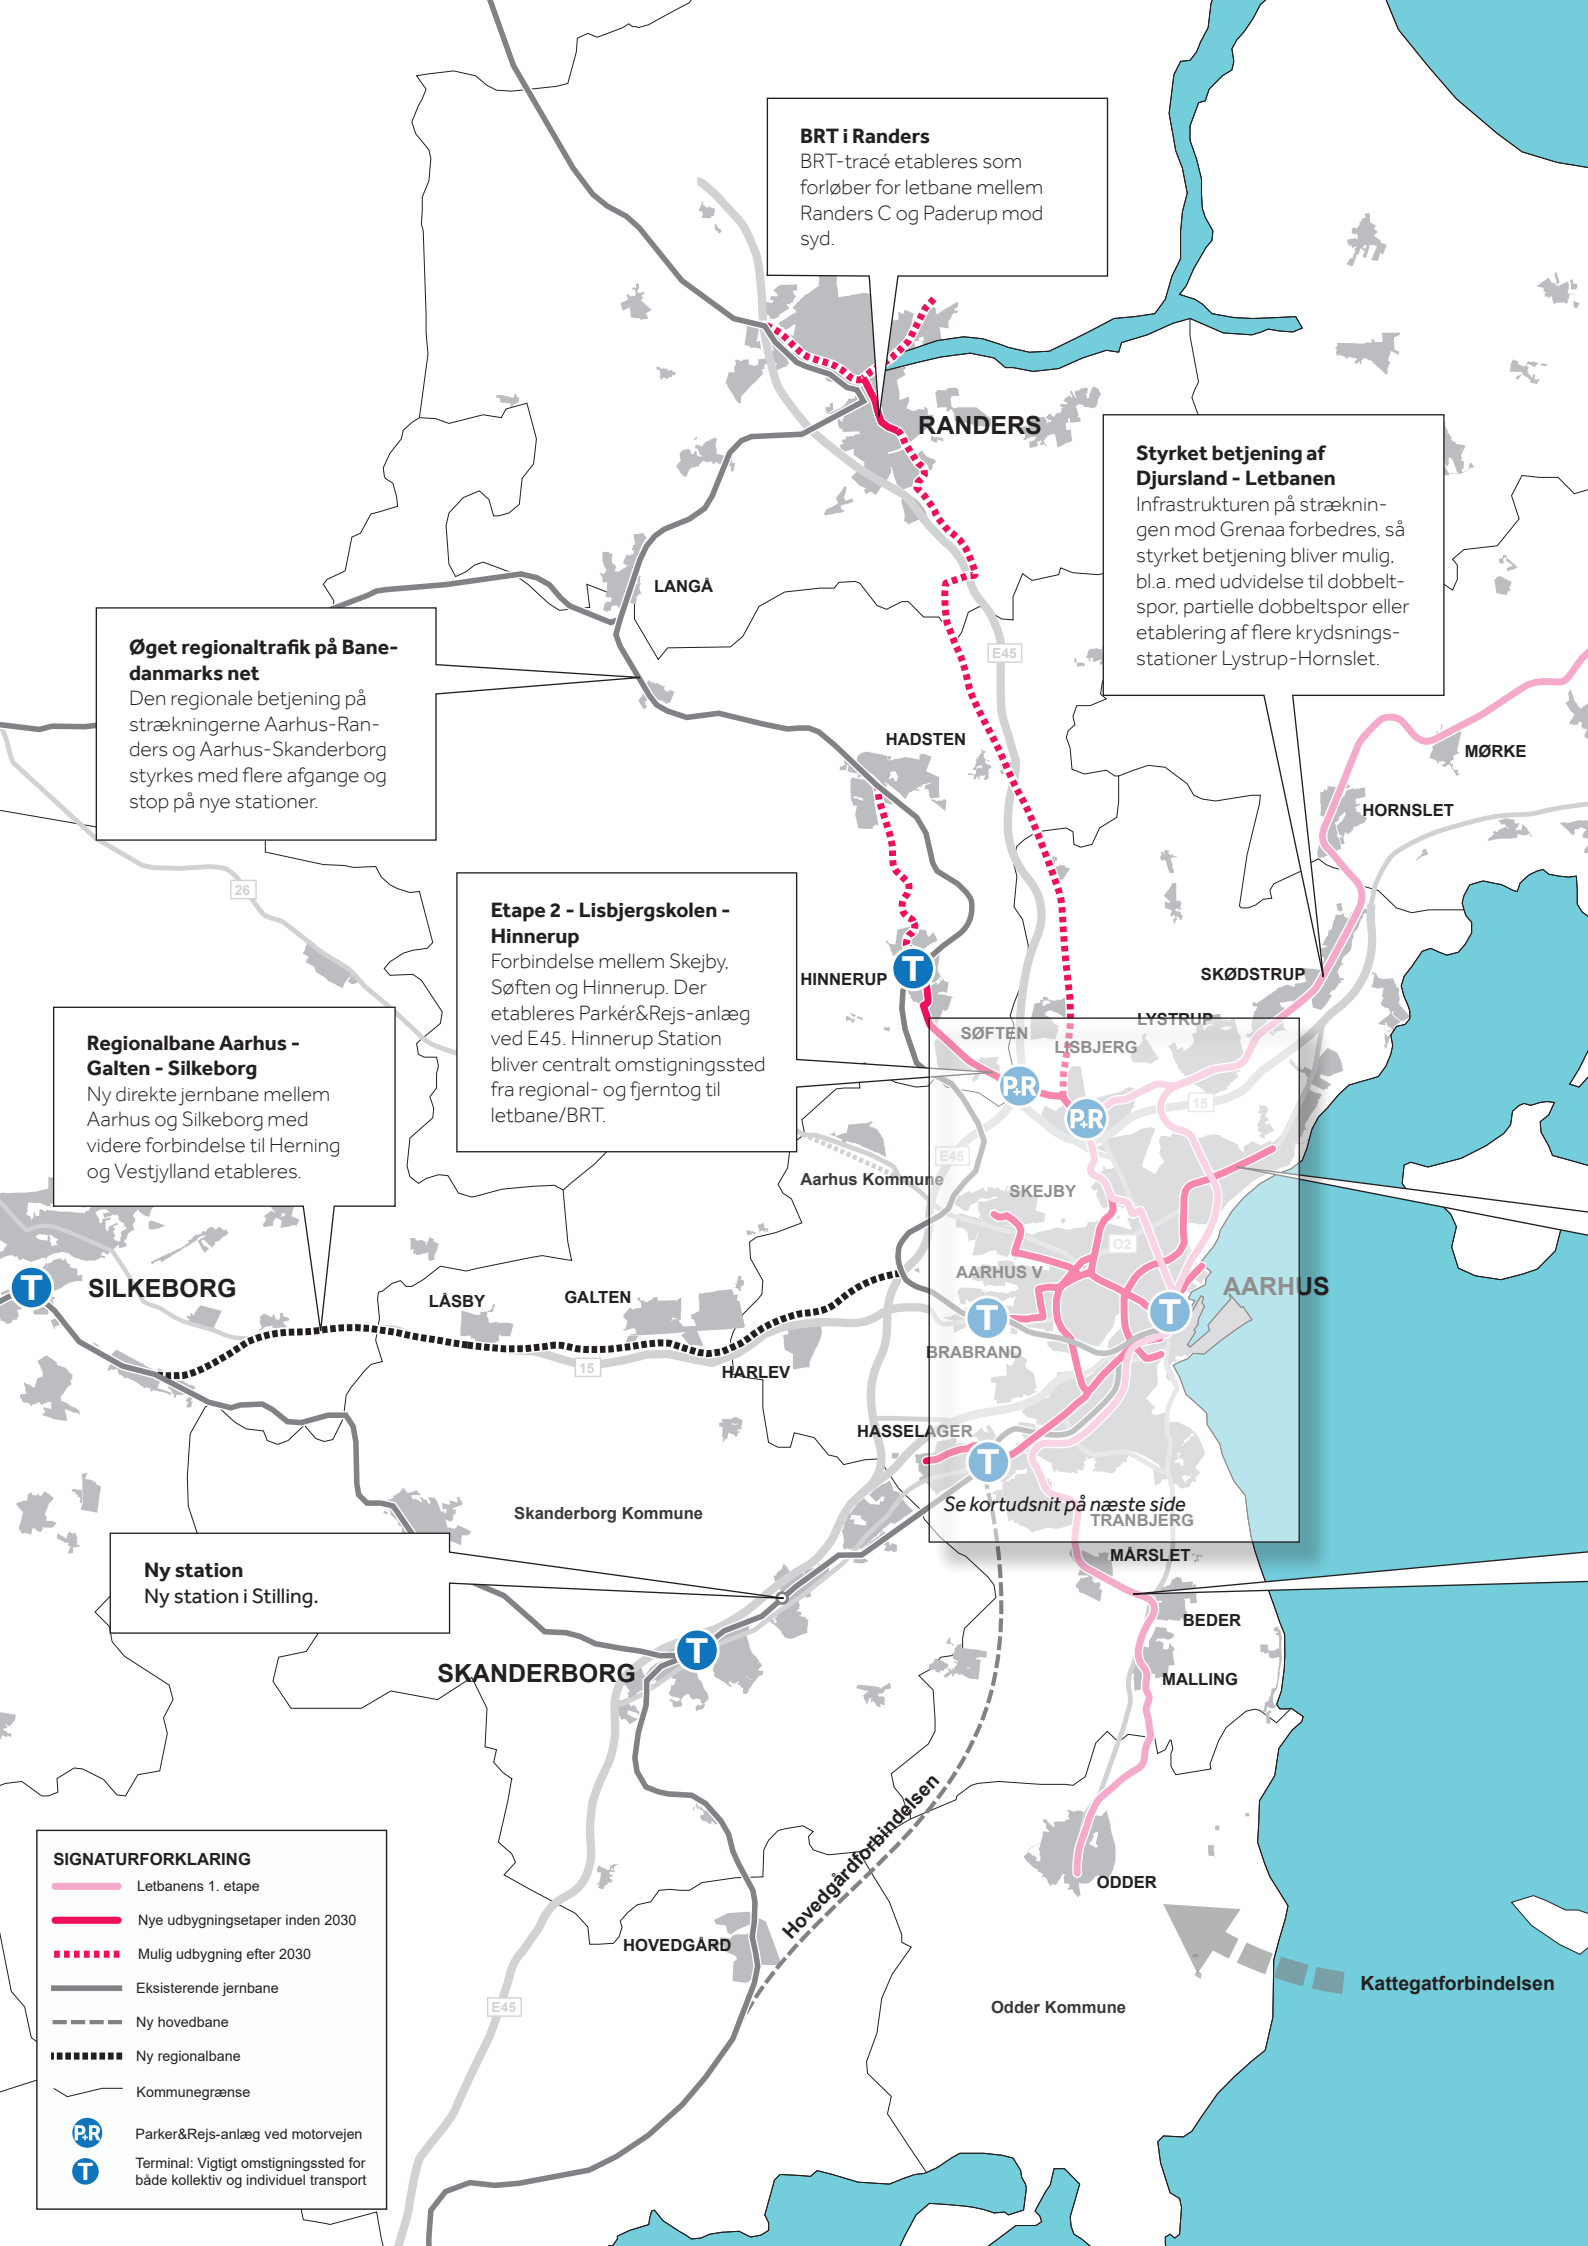 BRT i Randers
BRT-tracé etableres som
forløber for letbane mellem
Randers C og Paderup mod
syd.
RANDERS
Styrket betjening af
Djursland - Letbanen
Infrastrukturen på stræknin-
gen mod Grenaa forbedres, så
styrket betjening bliver mulig,
bl.a. med udvidelse til dobbelt-
spor, partielle dobbeltspor eller
etablering af flere krydsnings-
stationer Lystrup-Hornslet.
LANGÅ
E45
Øget regionaltrafik på Bane-
danmarks net
Den regionale betjening på
strækningerne Aarhus-Ran-
ders og Aarhus-Skanderborg
styrkes med flere afgange og
stop på nye stationer.
HADSTEN
MØRKE
HORNSLET
26
Etape 2 - Lisbjergskolen -
Hinnerup
Forbindelse mellem Skejby,
Søften og Hinnerup. Der
etableres Parkér&Rejs-anlæg
ved E45. Hinnerup Station
bliver centralt omstigningssted
fra regional- og fjerntog til
letbane/BRT.
T
HINNERUP
SKØDSTRUP
LYSTRUP
SØFTEN
LISBJERG
Regionalbane Aarhus -
Galten - Silkeborg
Ny direkte jernbane mellem
Aarhus og Silkeborg med
videre forbindelse til Herning
og Vestjylland etableres.
P+R
P+R
15
E45
Aarhus Kommune
SKEJBY
O2
AARHUS V
AARHUS
T
SILKEBORG
LÅSBY
GALTEN
T
T
BRABRAND
15
HARLEV
HASSELAGER
T
Se kortudsnit på næste side
TRANBJERG
Skanderborg Kommune
MÅRSLET
Ny station
Ny station i Stilling.
BEDER
T
SKANDERBORG
MALLING
Hovedgårdforbindelsen
ODDER
HOVEDGÅRD
Kattegatforbindelsen
Odder Kommune
E45
SIGNATURFORKLARING
Letbanens 1. etape
Nye udbygningsetaper inden 2030
Mulig udbygning efter 2030
Eksisterende jernbane
Ny hovedbane
Ny regionalbane
Kommunegrænse
P+R
Parker&Rejs-anlæg ved motorvejen
T
Terminal: Vigtigt omstigningssted for
både kollektiv og individuel transport